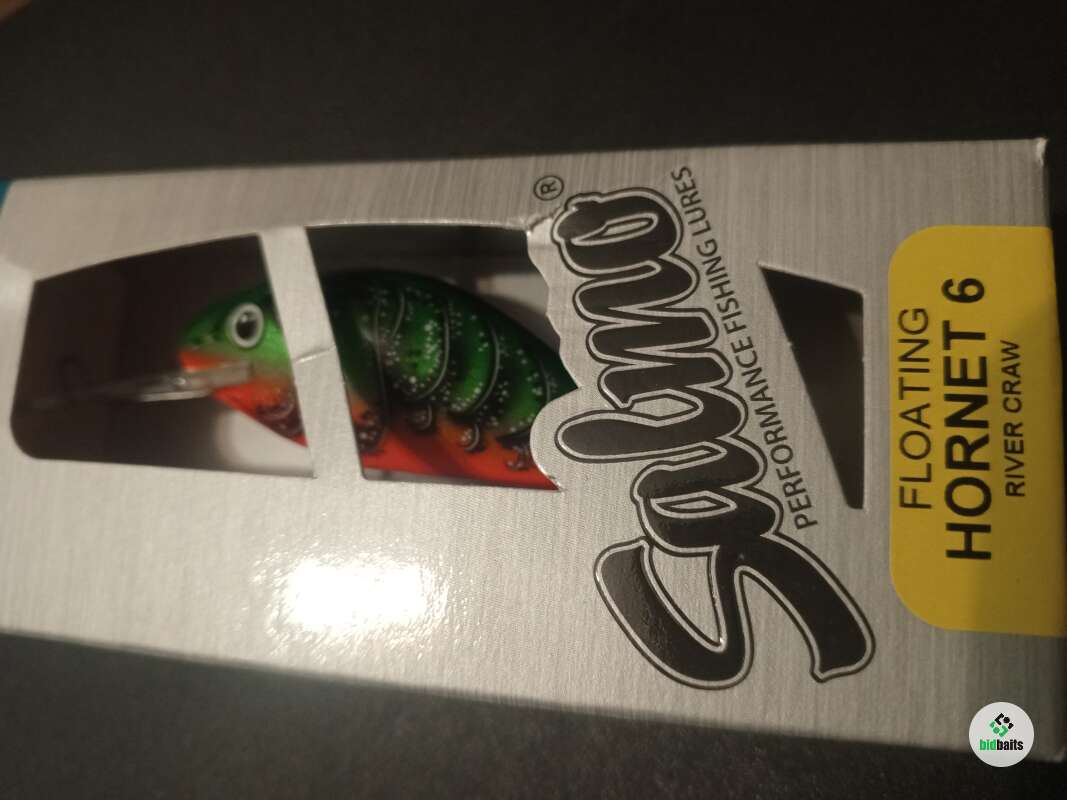 Salmo®
PERFORMANCE FISHING LURES
FLOATING
HORNET 6
RIVER CRAW
bidbaits